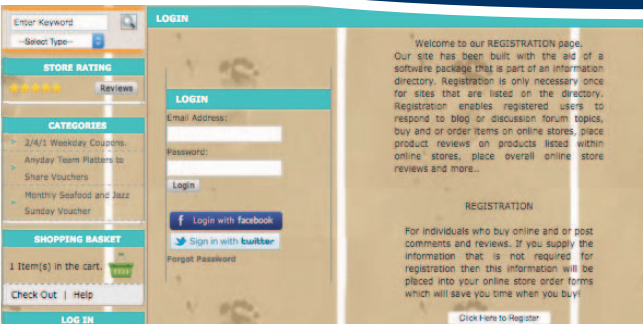 Enter Keyword
--Select Type--
STORE RATING
Reviews
CATEGORIES
2/4/1 Weekday Coupons.
Anyday Team Platters to
Share Vouchers
Monthly Seafood and Jazz
Sunday Voucher
SHOPPING BASKET
1 Item(s) in the cart.
Check Out | Help
LOG IN
LOGIN
LOGIN
Email Address:
Password:
Login
f Login with facebook
Sign in with twitter
Forgot Password
Welcome to our REGISTRATION page.
Our site has been built with the aid of a
software package that is part of an information
directory. Registration is only necessary once
for sites that are listed on the directory.
Registration enables registered users to
respond to blog or discussion forum topics,
buy and or order items on online stores, place
product reviews on products listed within
online stores, place overall online store
reviews and more..
REGISTRATION
For individuals who buy online and or post
comments and reviews. If you supply the
information that is not required for
registration then this information will be
placed into your online store order forms
which will save you time when you buy!
Click Here to Register